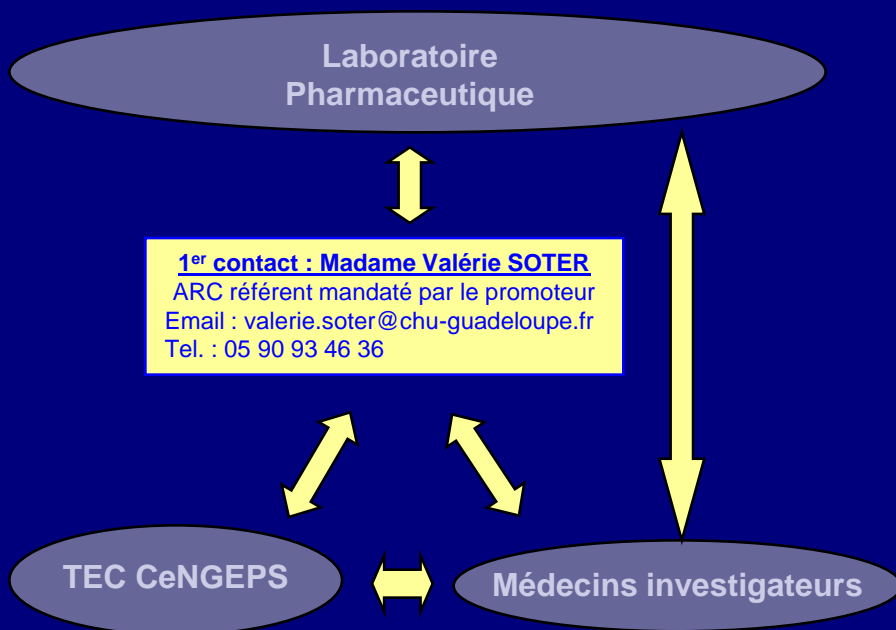 Laboratoire
Pharmaceutique
1er contact : Madame Valérie SOTER
ARC référent mandaté par le promoteur
Email : valerie.soter@chu-guadeloupe.fr
Tel. : 05 90 93 46 36
TEC CeNGEPS
Médecins investigateurs